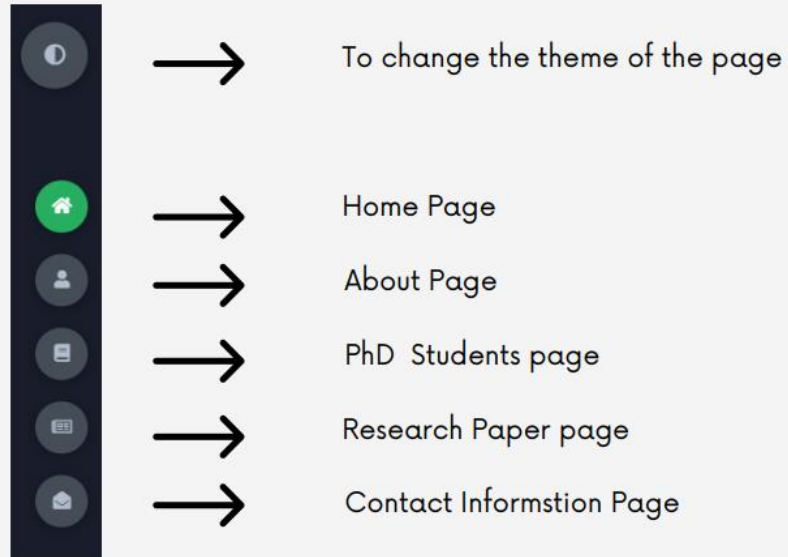 To change the theme of the page
Home Page
About Page
PhD Students page
Research Paper page
Contact Informstion Page